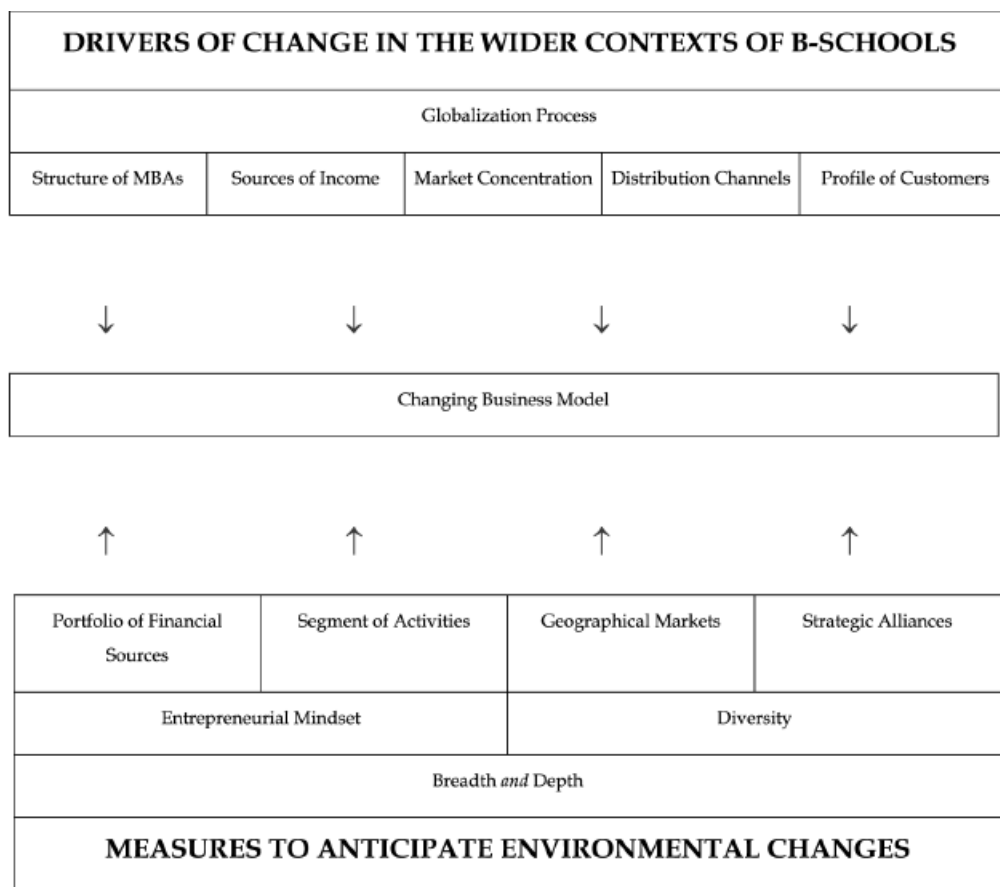 DRIVERS OF CHANGE IN THE WIDER CONTEXTS OF B-SCHOOLS
Globalization Process
Structure of MBAs
Sources of Income
Market Concentration
Distribution Channels
Profile of Customers
↓ ↓ ↓ ↓
Changing Business Model
↑ ↑ ↑ ↑
Portfolio of Financial
Sources
Segment of Activities
Geographical Markets
Strategic Alliances
Entrepreneurial Mindset
Diversity
Breadth and Depth
MEASURES TO ANTICIPATE ENVIRONMENTAL CHANGES